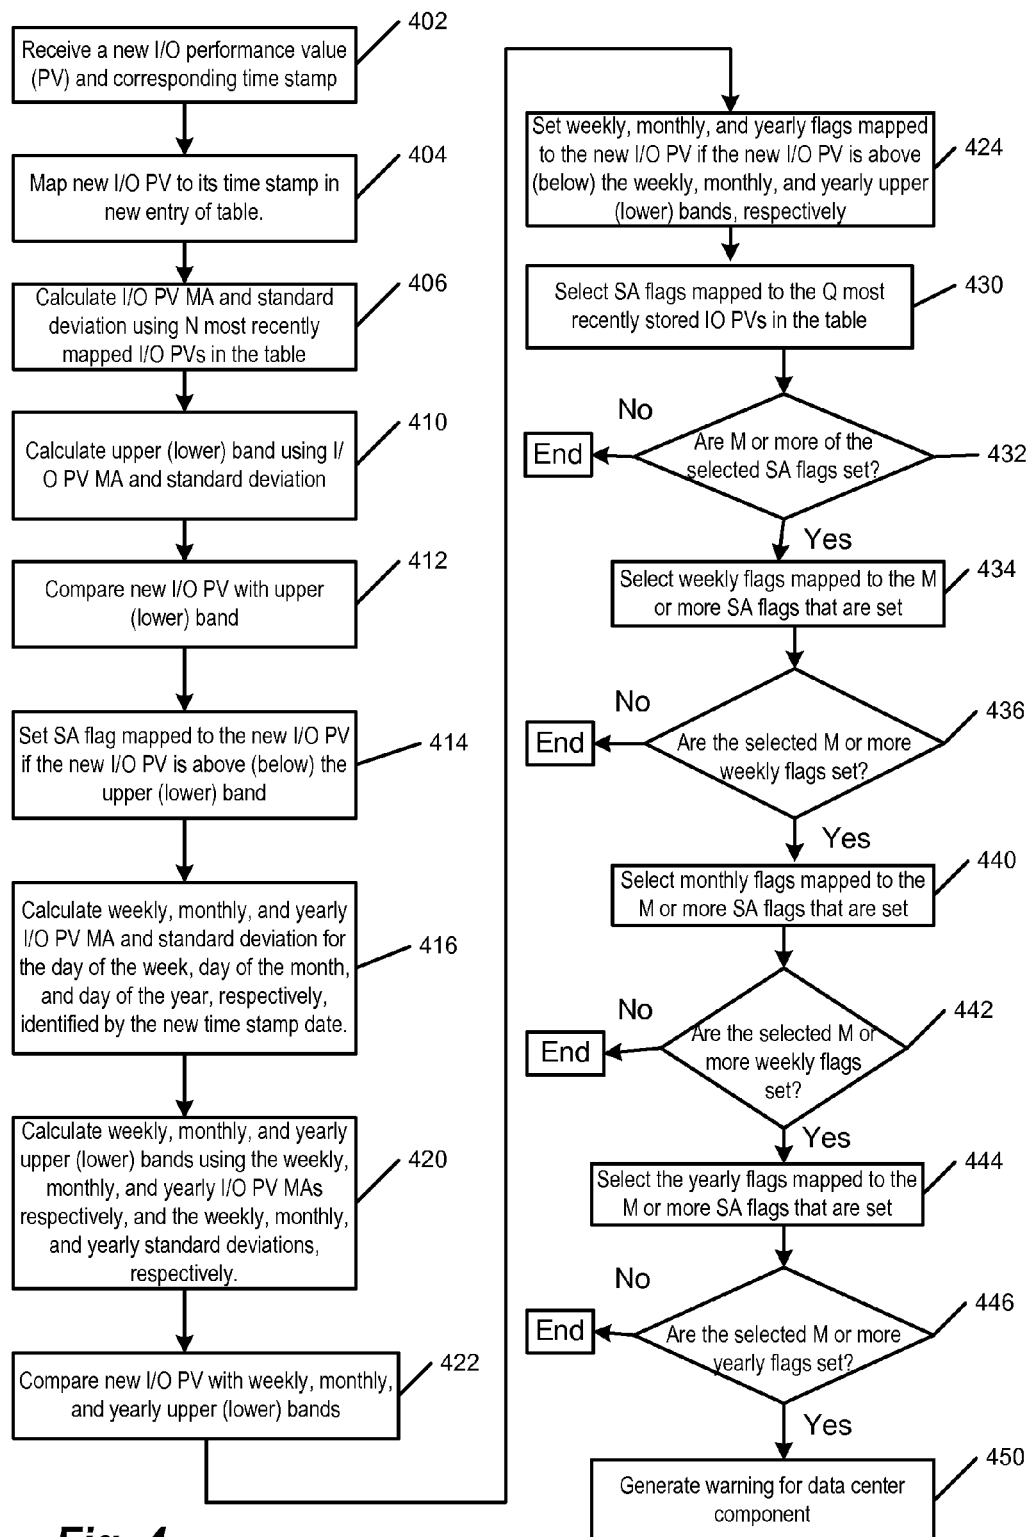 402
Receive a new I/O performance value
(PV) and corresponding time stamp
404
Map new I/O PV to its time stamp in
new entry of table.
406
Calculate I/O PV MA and standard
deviation using N most recently
mapped I/O PVs in the table
410
Calculate upper (lower) band using I/
O PV MA and standard deviation
412
Compare new I/O PV with upper
(lower) band
414
Set SA flag mapped to the new I/O PV
if the new I/O PV is above (below) the
upper (lower) band
416
Calculate weekly, monthly, and yearly
I/O PV MA and standard deviation for
the day of the week, day of the month,
and day of the year, respectively,
identified by the new time stamp date.
420
Calculate weekly, monthly, and yearly
upper (lower) bands using the weekly,
monthly, and yearly I/O PV MAs
respectively, and the weekly, monthly,
and yearly standard deviations,
respectively.
422
Compare new I/O PV with weekly, monthly,
and yearly upper (lower) bands
424
Set weekly, monthly, and yearly flags mapped
to the new I/O PV if the new I/O PV is above
(below) the weekly, monthly, and yearly upper
(lower) bands, respectively
430
Select SA flags mapped to the Q most
recently stored IO PVs in the table
432
Are M or more of the
selected SA flags set?
No
End
Yes
434
Select weekly flags mapped to the M
or more SA flags that are set
436
Are the selected M or more
weekly flags set?
No
End
Yes
440
Select monthly flags mapped to the
M or more SA flags that are set
442
Are the selected M or
more weekly flags
set?
No
End
Yes
444
Select the yearly flags mapped to the
M or more SA flags that are set
446
Are the selected M or more
yearly flags set?
No
End
Yes
450
Generate warning for data center
component
Fig. 4